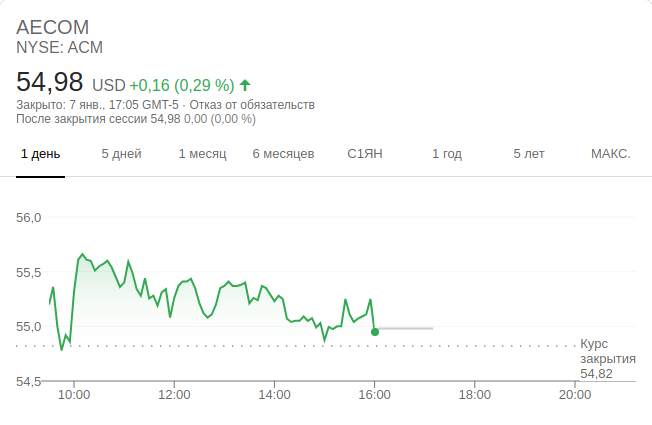 AECOM
NYSE: ACM
54,98 USD +0,16 (0,29 %)
Закрыто: 7 янв., 17:05 GMT-5 · Отказ от обязательств
После закрытия сессии 54,98 0,00 (0,00 %)
1 день 5 дней 1 месяц 6 месяцев С1ЯН 1 год 5 лет МАКС.
56,0
55,5
55,0
Курс
закрытия
54,82
54,5
10:00 12:00 14:00 16:00 18:00 20:00